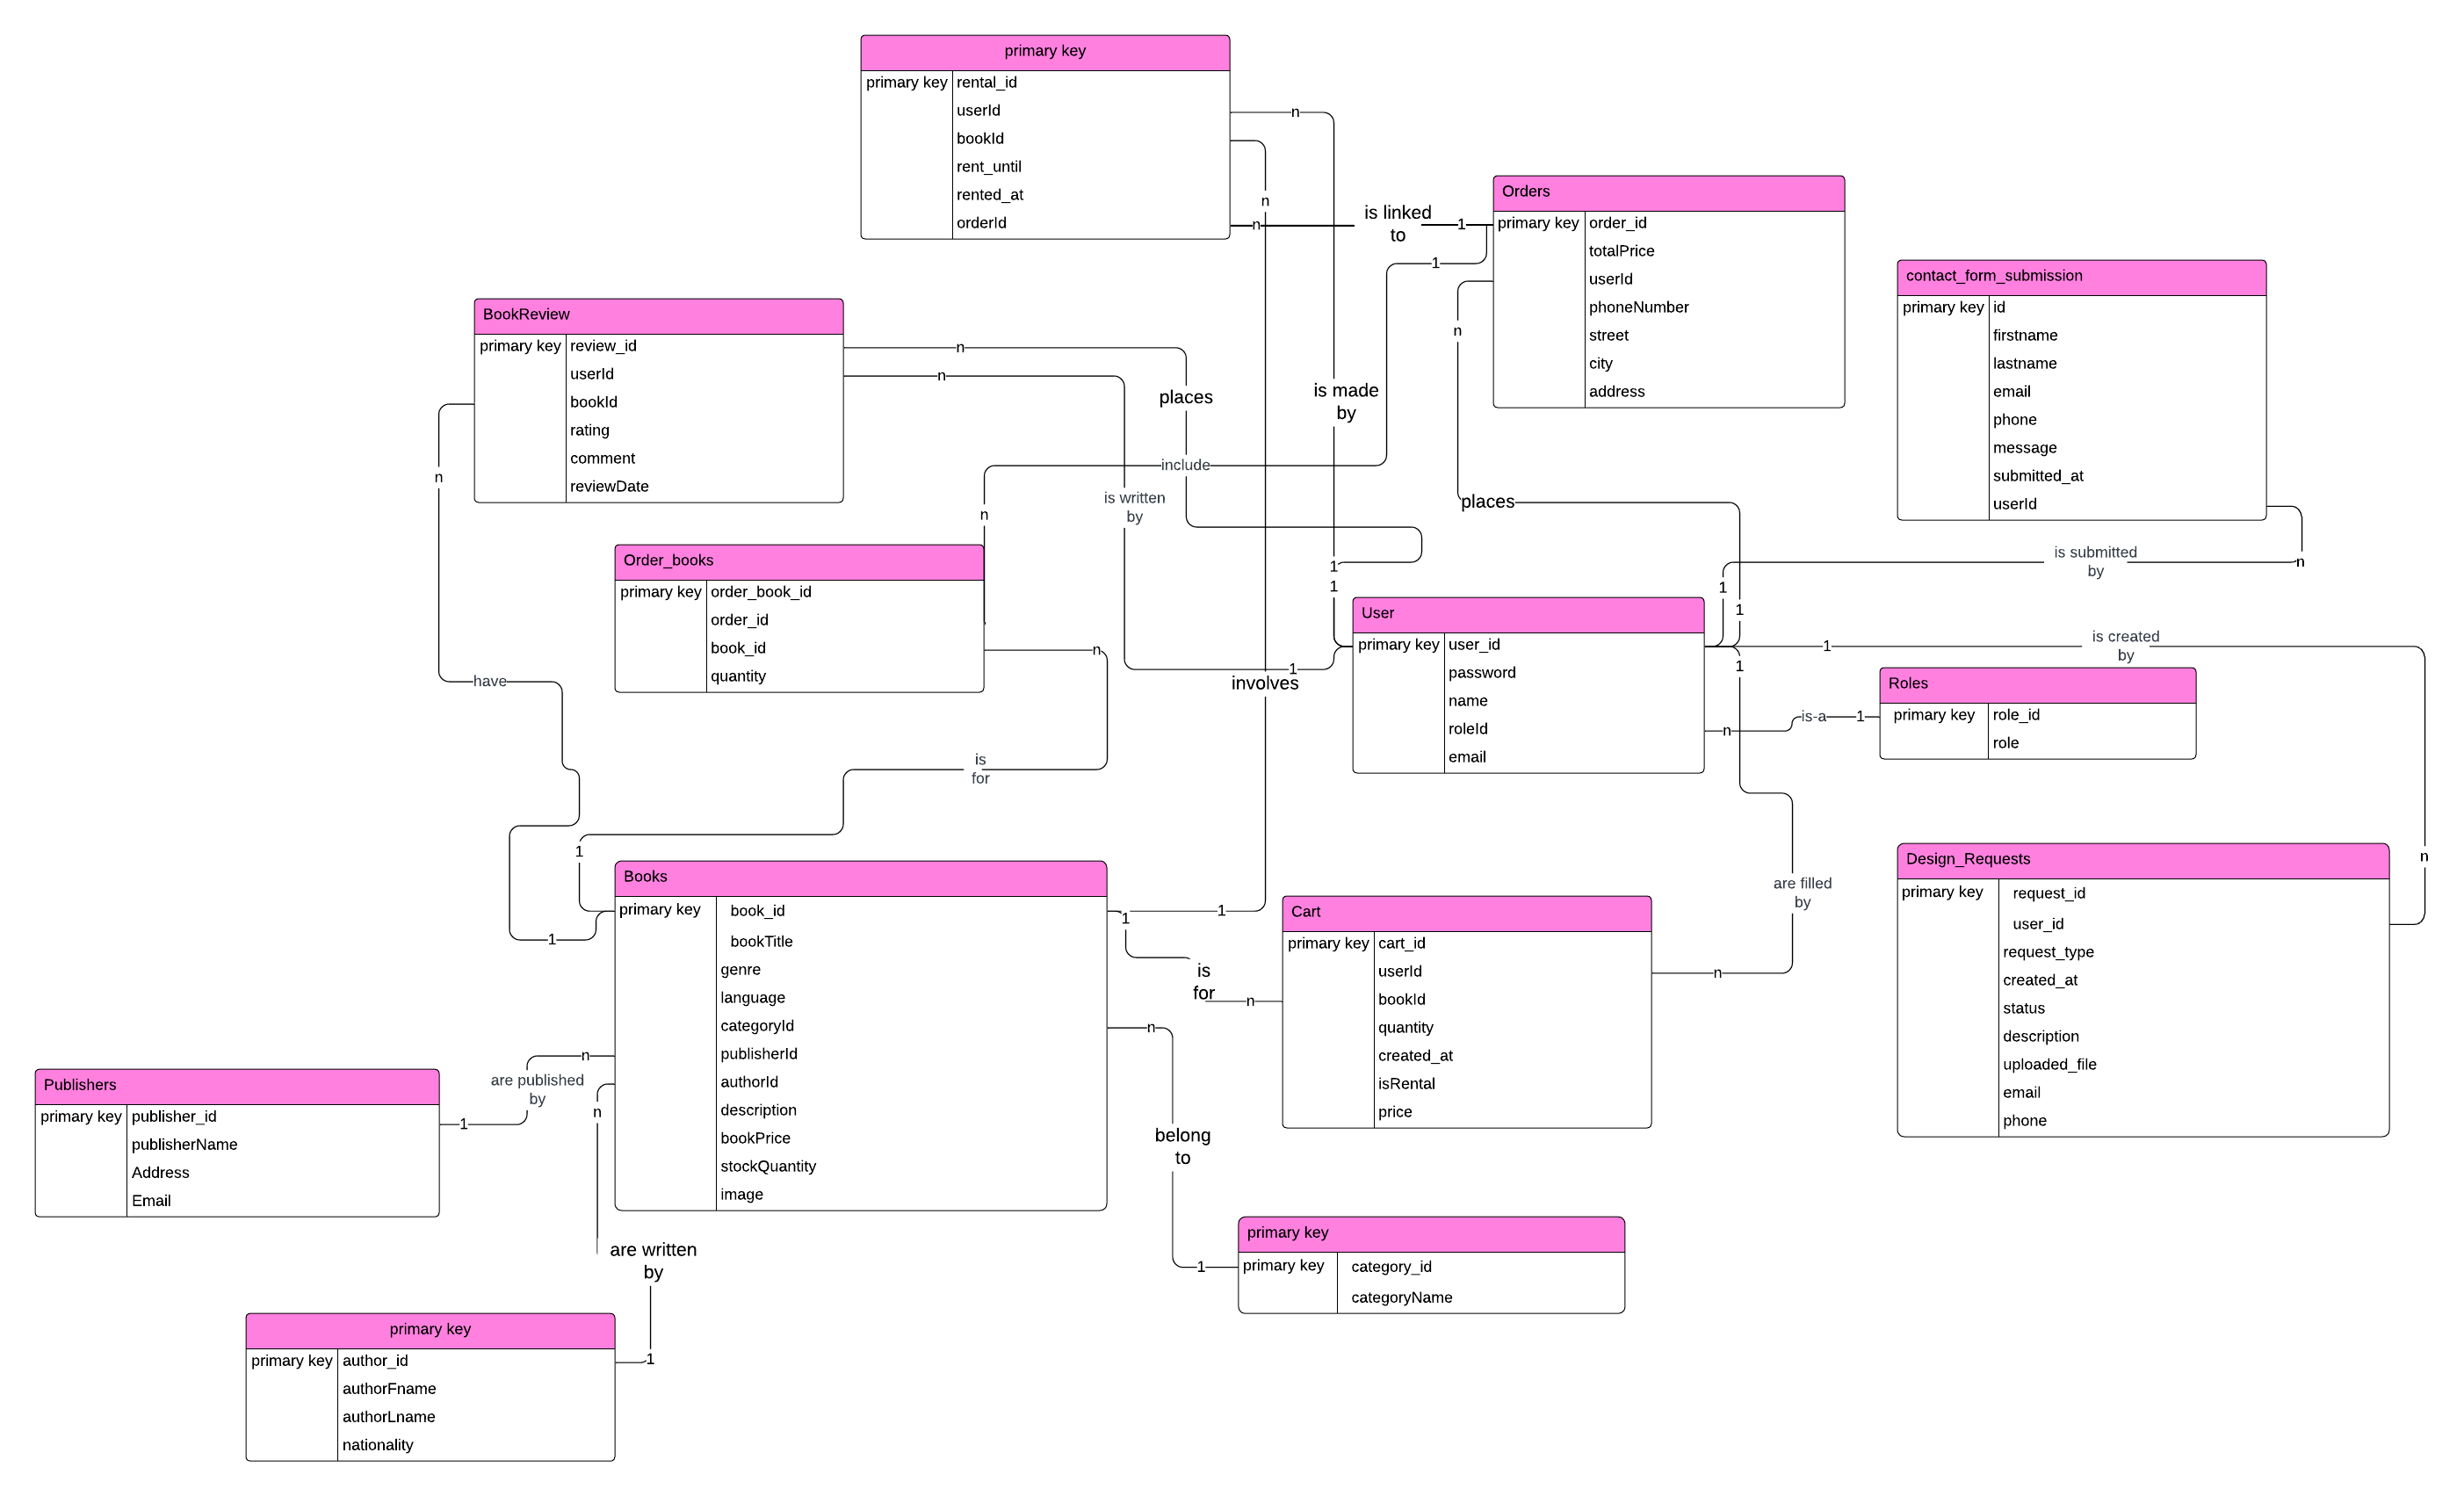 primary key
primary key
rental_id
userId
bookId
rent_until
rented_at
orderId
n
n
n
is linked
to
1
1
Orders
primary key
order_id
totalPrice
userId
phoneNumber
street
city
address
n
contact_form_submission
primary key
id
firstname
lastname
email
phone
message
submitted_at
userId
BookReview
primary key
review_id
userId
bookId
rating
comment
reviewDate
n
n
n
places
is made
by
include
is written
by
places
n
is submitted
by
n
Order_books
primary key
order_book_id
order_id
book_id
quantity
n
1
1
1
1
1
User
primary key
user_id
password
name
roleId
email
1
1
is created
by
involves
have
n
is-a
1
Roles
primary key
role_id
role
is
for
1
1
Books
primary key
book_id
bookTitle
genre
language
categoryId
publisherId
authorId
description
bookPrice
stockQuantity
image
1
1
is
for
n
Cart
primary key
cart_id
userId
bookId
quantity
created_at
isRental
price
n
are filled
by
n
Design_Requests
primary key
request_id
user_id
request_type
created_at
status
description
uploaded_file
email
phone
n
belong
to
1
primary key
primary key
category_id
categoryName
n
are published
by
1
Publishers
primary key
publisher_id
publisherName
Address
Email
n
are written
by
1
primary key
primary key
author_id
authorFname
authorLname
nationality